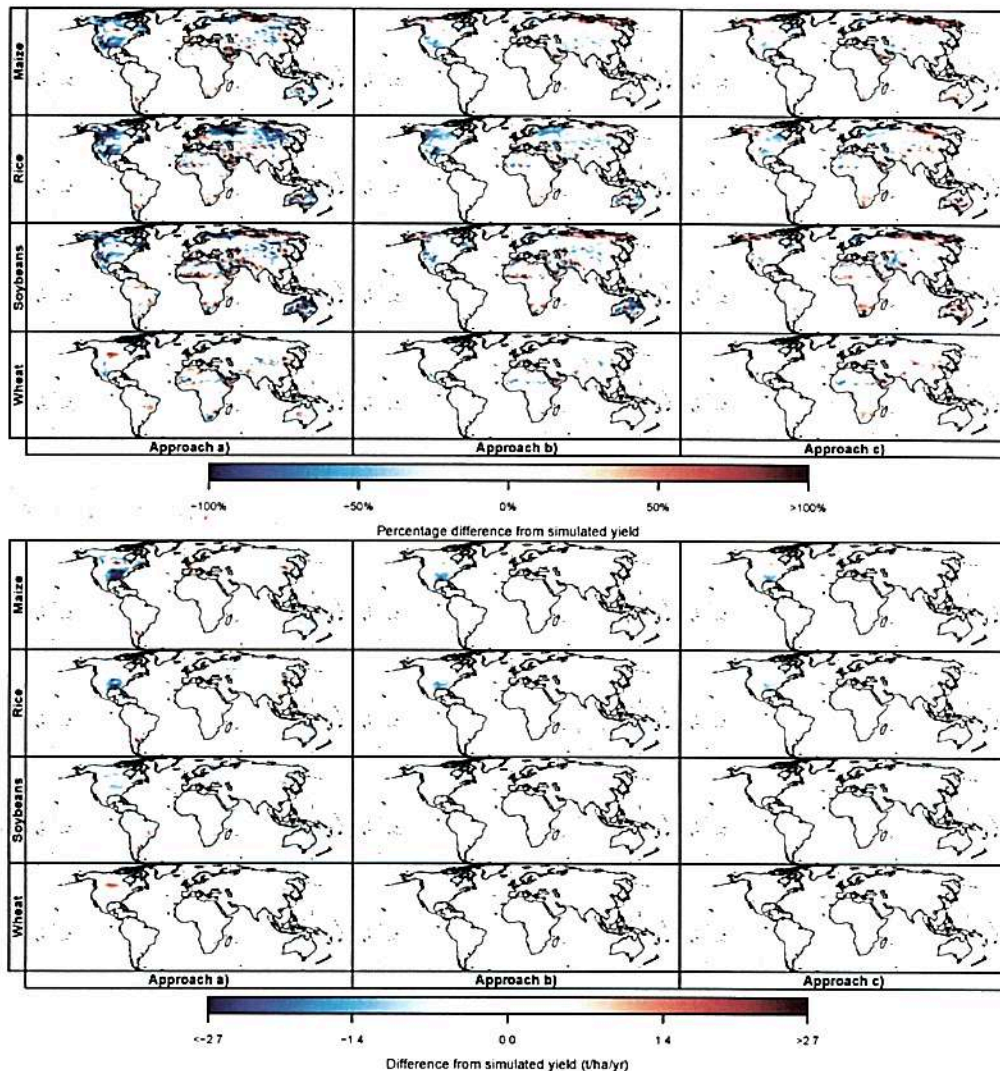 Maize
Rice
Soybeans
Wheat
Approach a) Approach b) Approach c)
-100% -50% 0% 50% >100%
Percentage difference from simulated yield
Maize
Rice
Soybeans
Wheat
Approach a) Approach b) Approach c)
<-2.7 -1.4 0.0 1.4 >2.7
Difference from simulated yield (t/ha/yr)